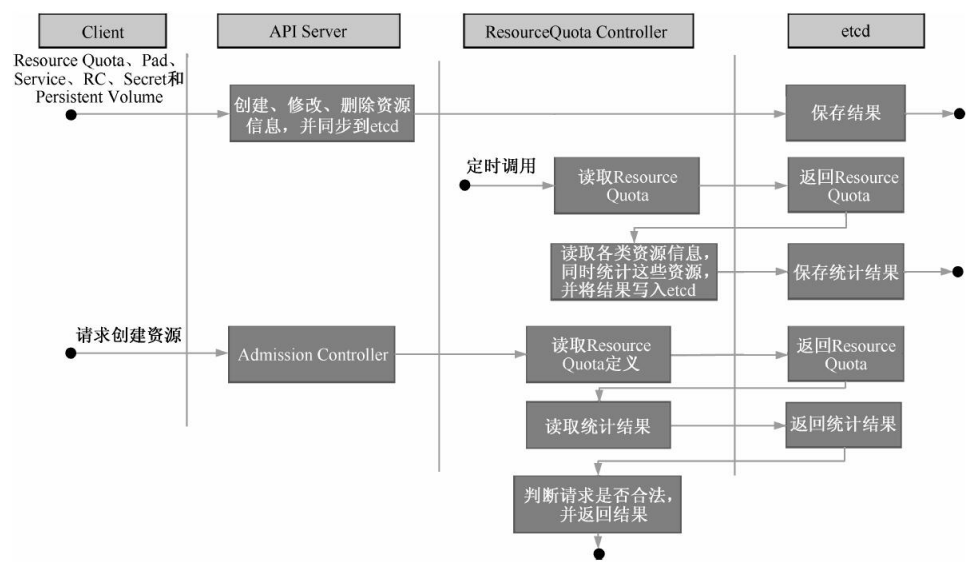 Client
API Server
ResourceQuota Controller
etcd
Resource Quota、Pad、
Service、RC、Secret和
Persistent Volume
创建、修改、删除资源
信息，并同步到etcd
保存结果
定时调用
读取Resource
Quota
返回Resource
Quota
读取各类资源信息，
同时统计这些资源，
并将结果写入etcd
保存统计结果
请求创建资源
Admission Controller
读取Resource
Quota定义
返回Resource
Quota
读取统计结果
返回统计结果
判断请求是否合法，
并返回结果